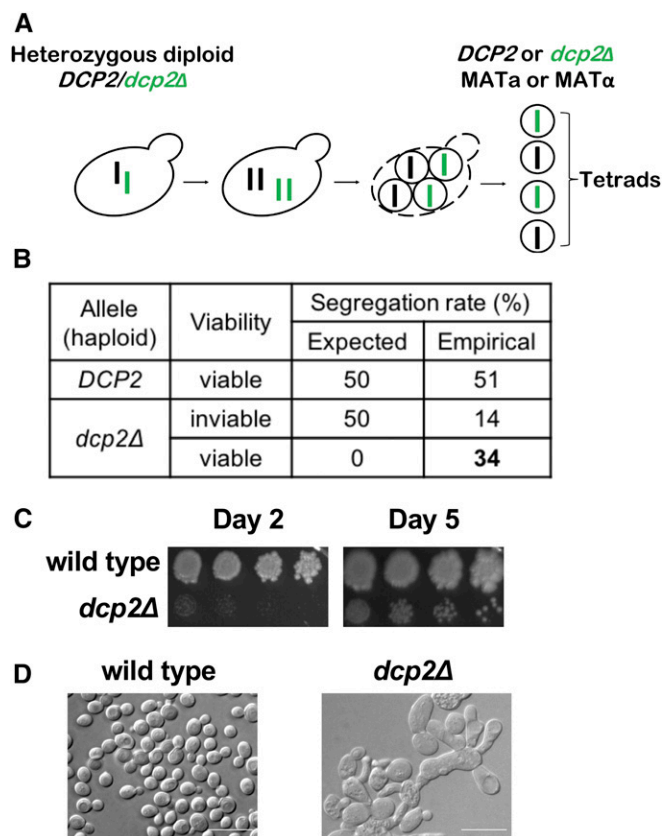 A
Heterozygous diploid
DCP2/dcp2Δ
DCP2 or dcp2Δ
MATa or MATα
Tetrads
B
Allele
(haploid)
Viability
Segregation rate (%)
Expected
Empirical
DCP2
viable
50
51
dcp2Δ
inviable
50
14
viable
0
34
C
Day 2
Day 5
wild type
dcp2Δ
D
wild type
dcp2Δ